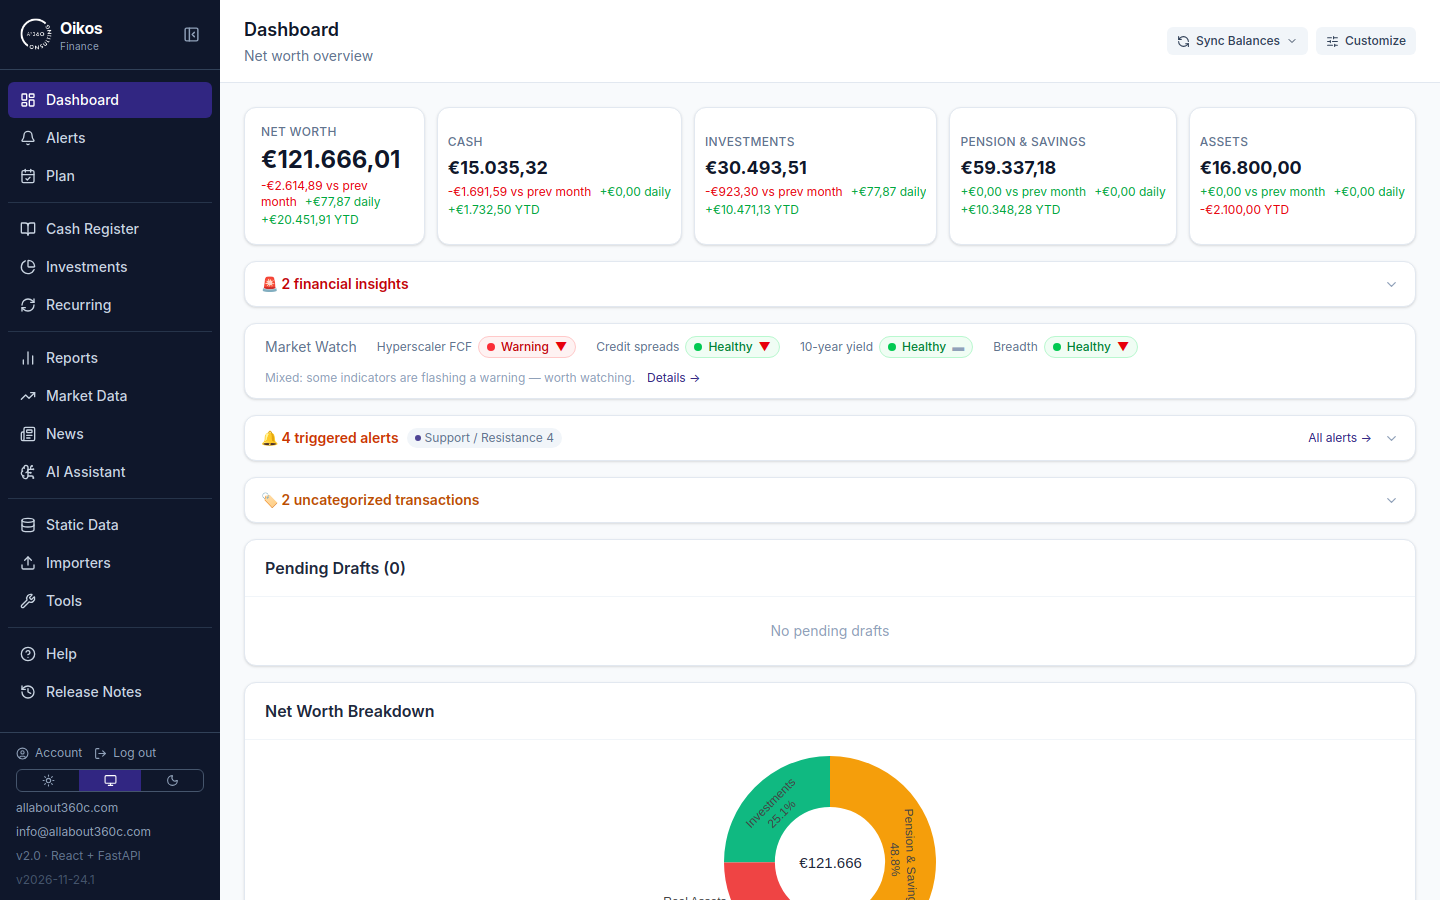 Oikos
Finance
Dashboard
Alerts
Plan
Cash Register
Investments
Recurring
Reports
Market Data
News
AI Assistant
Static Data
Importers
Tools
Help
Release Notes
Account
Log out
allabout360c.com
info@allabout360c.com
v2.0 · React + FastAPI
v2026-11-24.1
Dashboard
Net worth overview
Sync Balances
Customize
NET WORTH
€121.666,01
-€2.614,89 vs prev
month +€77,87 daily
+€20.451,91 YTD
CASH
€15.035,32
-€1.691,59 vs prev month +€0,00 daily
+€1.732,50 YTD
INVESTMENTS
€30.493,51
-€923,30 vs prev month +€77,87 daily
+€10.471,13 YTD
PENSION & SAVINGS
€59.337,18
+€0,00 vs prev month +€0,00 daily
+€10.348,28 YTD
ASSETS
€16.800,00
+€0,00 vs prev month +€0,00 daily
-€2.100,00 YTD
2 financial insights
Market Watch Hyperscaler FCF Warning ▼ Credit spreads Healthy ▼ 10-year yield Healthy ▬ Breadth Healthy ▼
Mixed: some indicators are flashing a warning — worth watching. Details →
4 triggered alerts Support / Resistance 4 All alerts →
2 uncategorized transactions
Pending Drafts (0)
No pending drafts
Net Worth Breakdown
Investments
25.1%
Pension & Saving
48.8%
€121.666